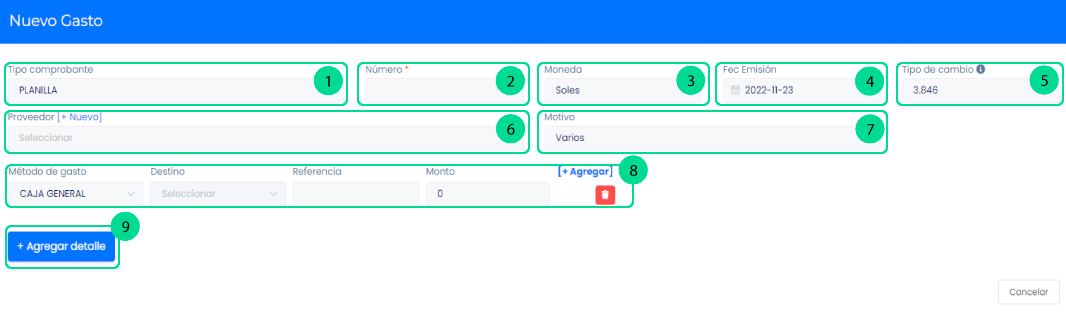 Nuevo Gasto
Tipo comprobante 1 Número * 2 Moneda 3 Fec Emisión 4 Tipo de cambio 5
PLANILLA Soles 2022-11-23 3.846
Proveedor [+ Nuevo] 6 Motivo 7
Seleccionar Varios
Método de gasto Destino Referencia Monto [+ Agregar] 8
CAJA GENERAL Seleccionar 0
9
+ Agregar detalle
Cancelar